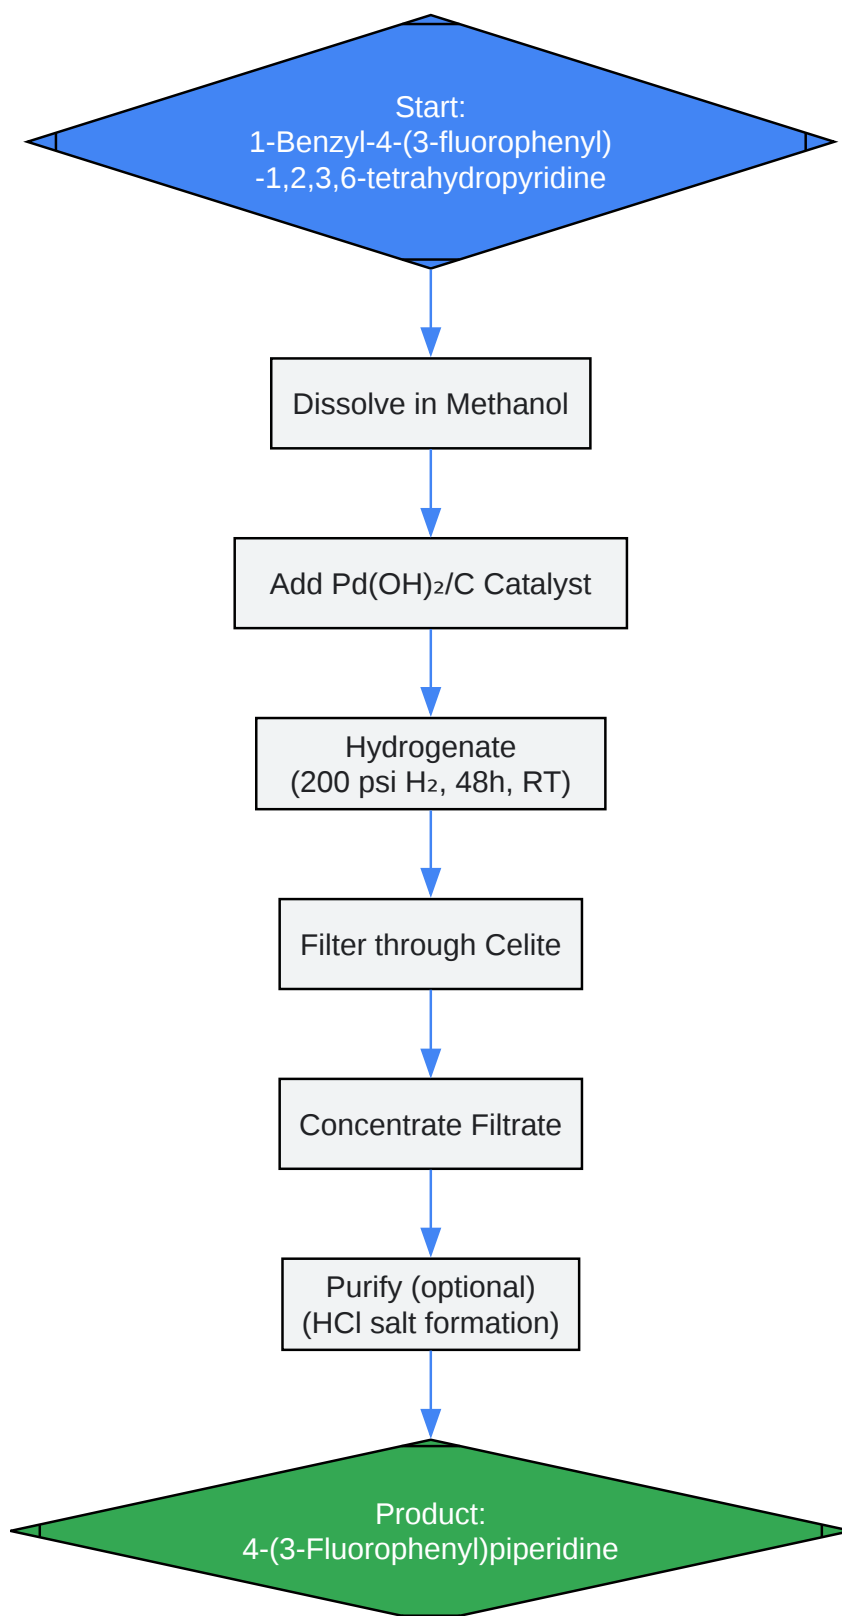 Start:
1-Benzyl-4-(3-fluorophenyl)
-1,2,3,6-tetrahydropyridine
Dissolve in Methanol
Add Pd(OH)₂/C Catalyst
Hydrogenate
(200 psi H₂, 48h, RT)
Filter through Celite
Concentrate Filtrate
Purify (optional)
(HCl salt formation)
Product:
4-(3-Fluorophenyl)piperidine